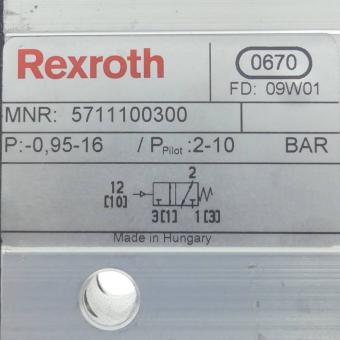 Rexroth
0670
FD: 09W01
MNR: 5711100300
P:-0,95-16 / PPilot :2-10 BAR
2
12
[10]
3[1] 1[3]
Made in Hungary